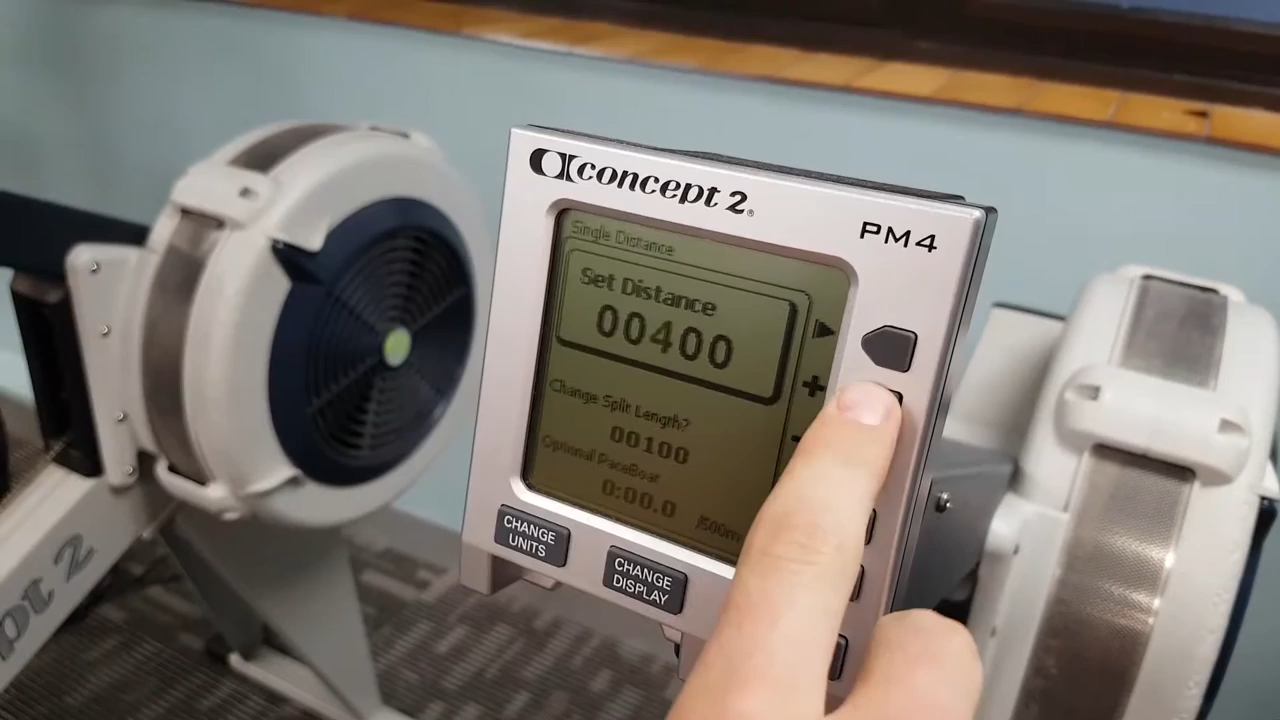 concept 2®
PM4
Single Distance
Set Distance
00400
Change Split Length?
00100
Optional PaceBoat
0:00.0 /500m
CHANGE
UNITS
CHANGE
DISPLAY
pt 2